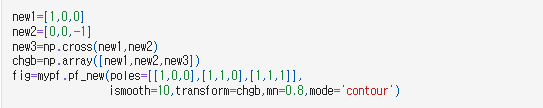 new1=[1,0,0]
new2=[0,0,-1]
new3=np.cross(new1,new2)
chgb=np.array([new1,new2,new3])
fig=mypf.pf_new(poles=[[1,0,0],[1,1,0],[1,1,1]],
ismooth=10,transform=chgb,mn=0.8,mode='contour')